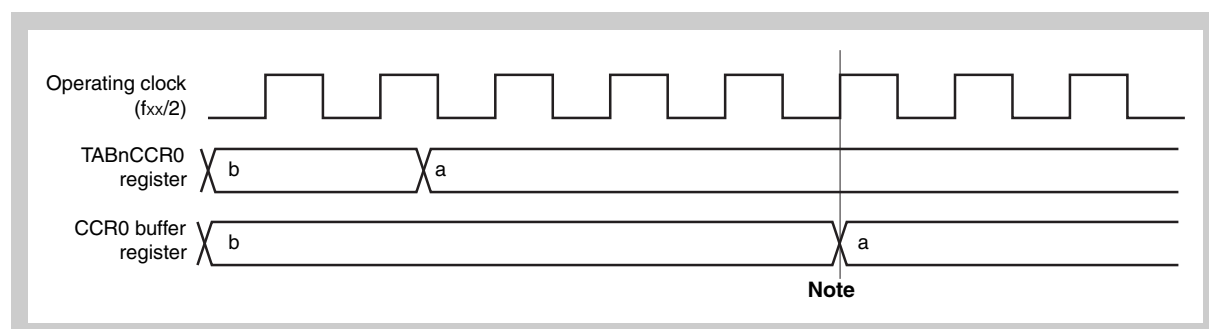 Operating clock
(fxx/2)
TABnCCR0
register
b
a
CCR0 buffer
register
b
a
Note